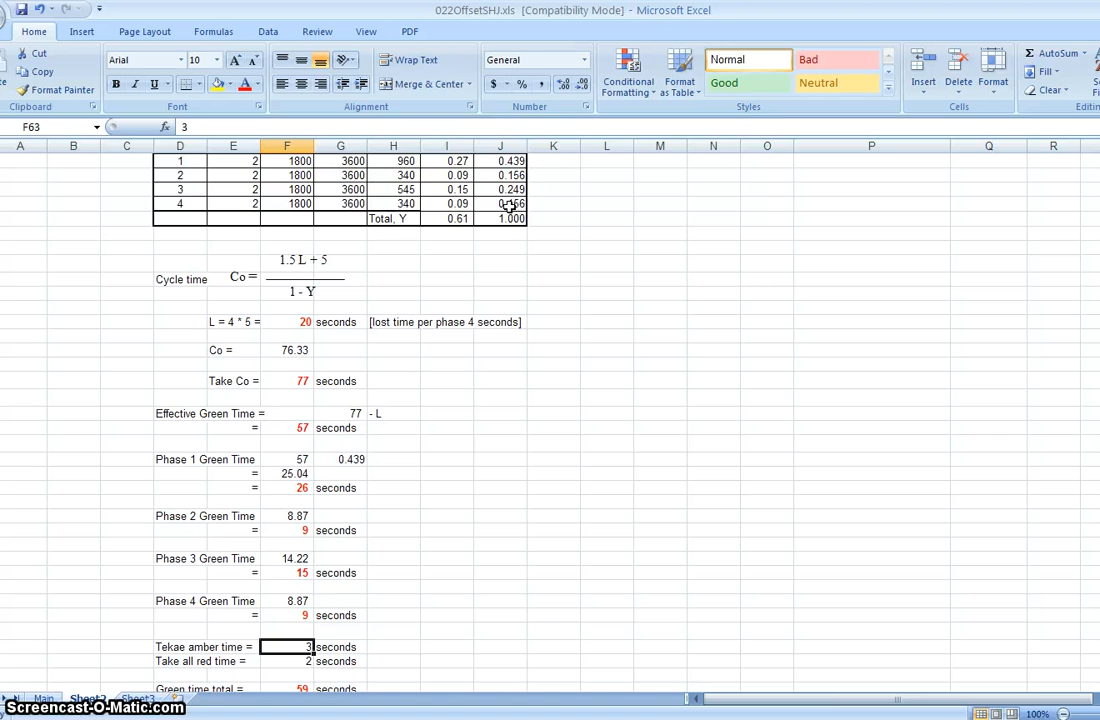 022OffsetSHJ.xls [Compatibility Mode] - Microsoft Excel
Home Insert Page Layout Formulas Data Review View PDF
Cut
Copy
Format Painter
Clipboard
Arial 10
B I U
Font
Wrap Text
Merge & Center
Alignment
General
$ % ,
Number
Conditional Formatting
Format as Table
Normal Bad
Good Neutral
Styles
Insert Delete Format
Cells
AutoSum
Fill
Clear
F63 fx 3
A B C D E F G H I J K L M N O P Q R
1 2 1800 3600 960 0.27 0.439
2 2 1800 3600 340 0.09 0.156
3 2 1800 3600 545 0.15 0.249
4 2 1800 3600 340 0.09 0.156
Total, Y 0.61 1.000
1.5 L + 5
Cycle time Co =
1 - Y
L = 4 * 5 = 20 seconds [lost time per phase 4 seconds]
Co = 76.33
Take Co = 77 seconds
Effective Green Time = 77 - L
= 57 seconds
Phase 1 Green Time 57 0.439
= 25.04
= 26 seconds
Phase 2 Green Time 8.87
= 9 seconds
Phase 3 Green Time 14.22
= 15 seconds
Phase 4 Green Time 8.87
= 9 seconds
Tekae amber time = 3 seconds
Take all red time = 2 seconds
Green time total = 59 seconds
Main Sheet2 Sheet3
Screencast-O-Matic.com
100%